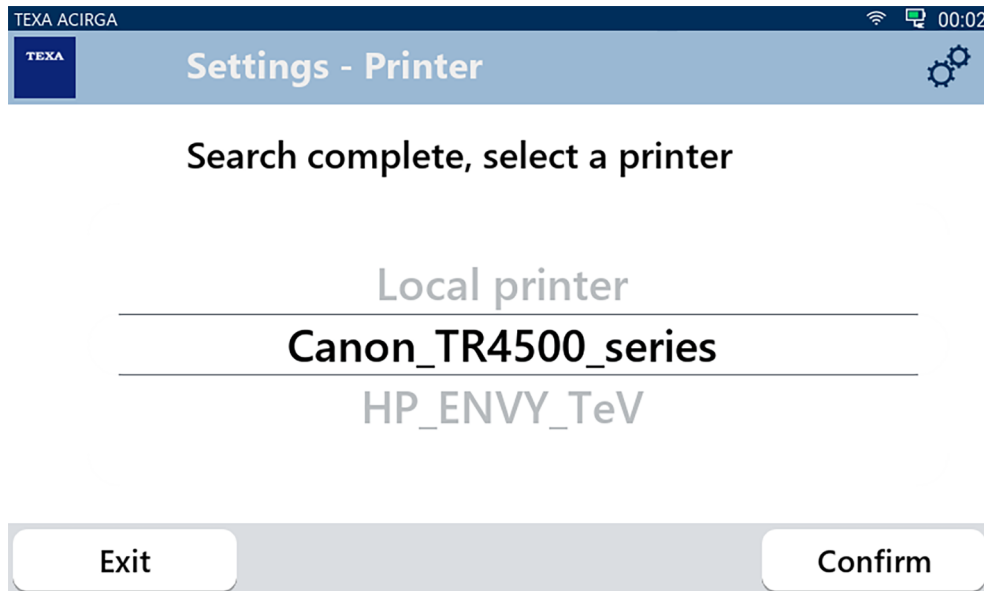 TEXA ACIRGA 00:02
TEXA
Settings - Printer
Search complete, select a printer
Local printer
Canon_TR4500_series
HP_ENVY_TeV
Exit Confirm